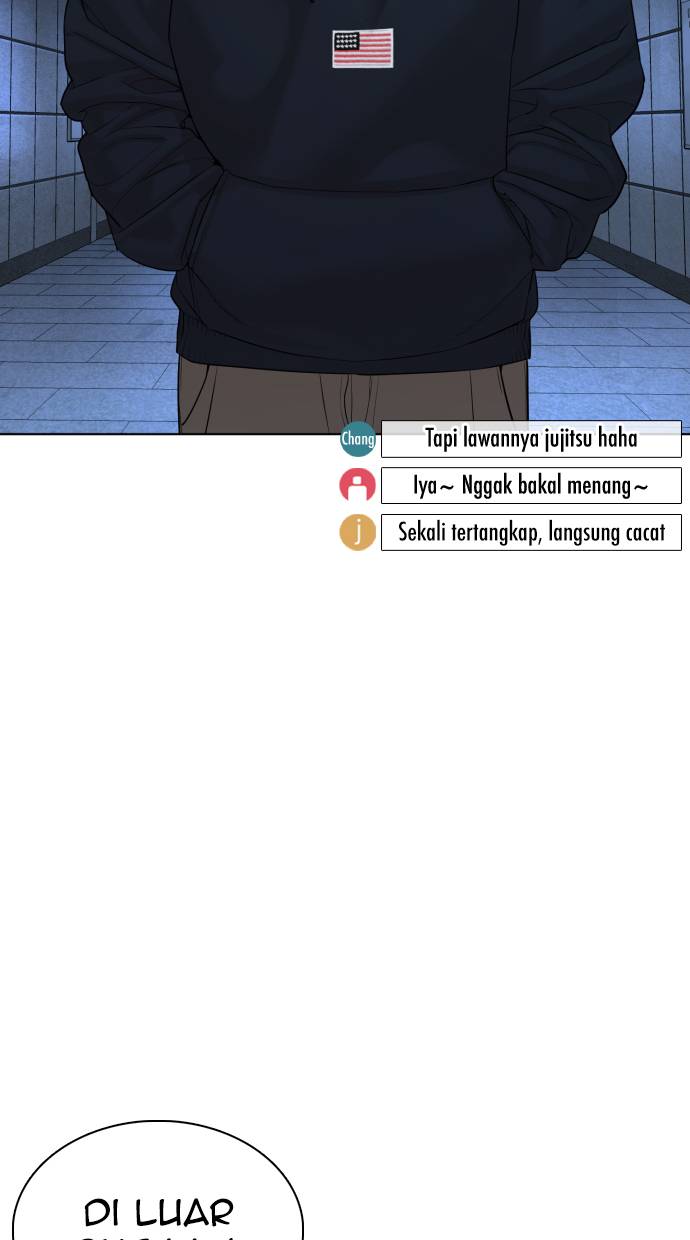 Chang
Tapi lawannya jujitsu haha
Iya~ Nggak bakal menang~
j
Sekali tertangkap, langsung cacat
DI LUAR